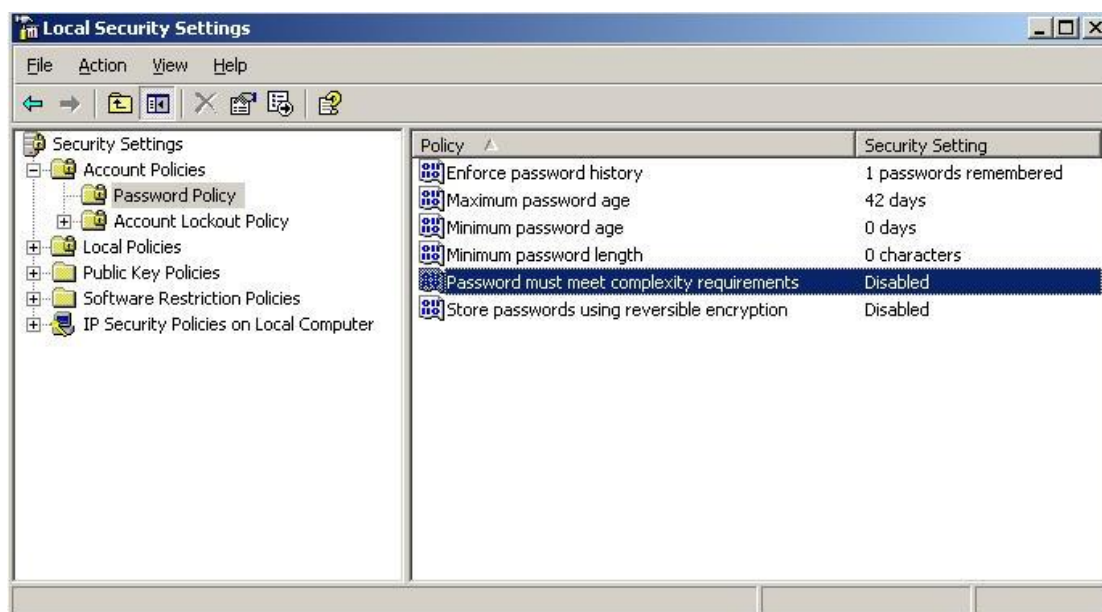 Local Security Settings
File Action View Help
Security Settings
Account Policies
Password Policy
Account Lockout Policy
Local Policies
Public Key Policies
Software Restriction Policies
IP Security Policies on Local Computer
Policy Security Setting
Enforce password history 1 passwords remembered
Maximum password age 42 days
Minimum password age 0 days
Minimum password length 0 characters
Password must meet complexity requirements Disabled
Store passwords using reversible encryption Disabled